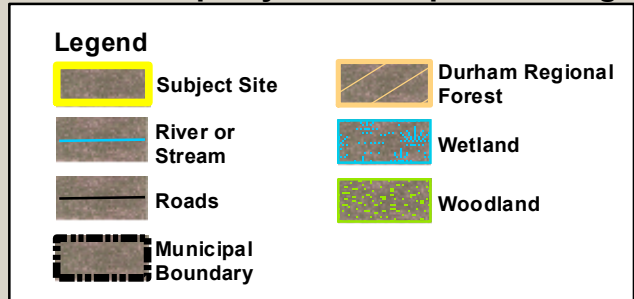 Legend
Subject Site
River or
Stream
Roads
Municipal
Boundary
Durham Regional
Forest
Wetland
Woodland